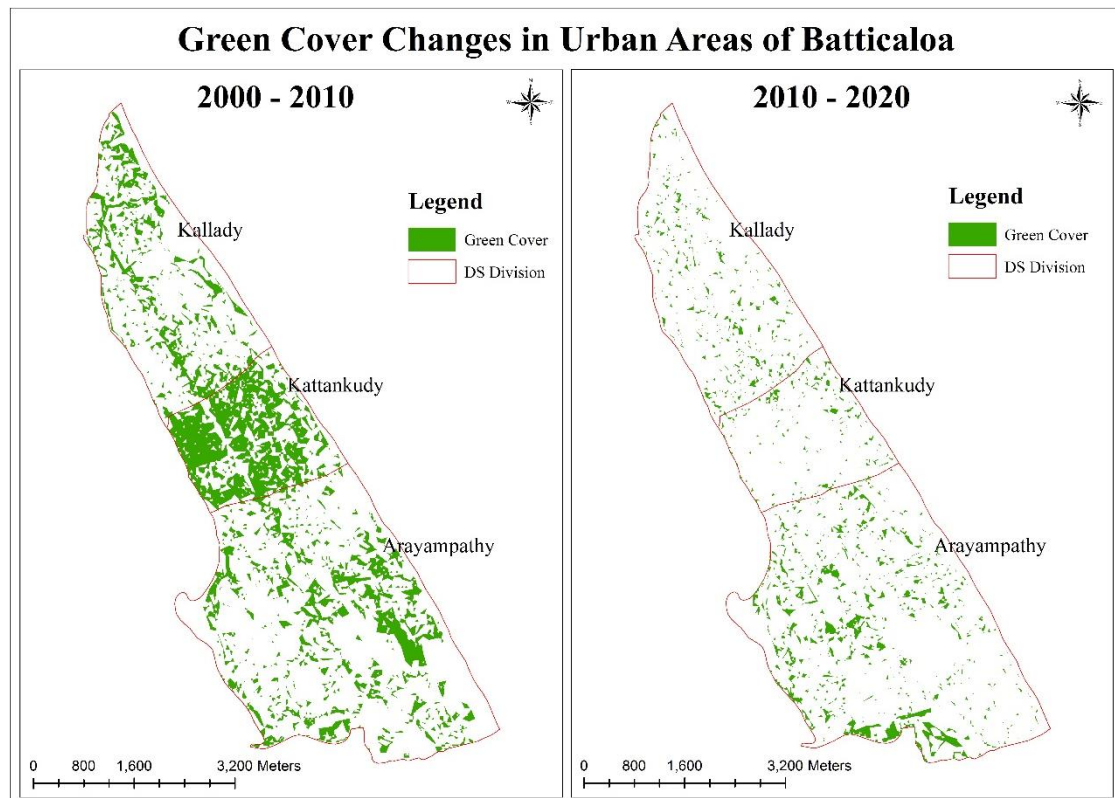 Green Cover Changes in Urban Areas of Batticaloa
2000 - 2010
N
Legend
Green Cover
DS Division
Kallady
Kattankudy
Arayampathy
0 800 1,600 3,200 Meters
2010 - 2020
N
Legend
Green Cover
DS Division
Kallady
Kattankudy
Arayampathy
0 800 1,600 3,200 Meters